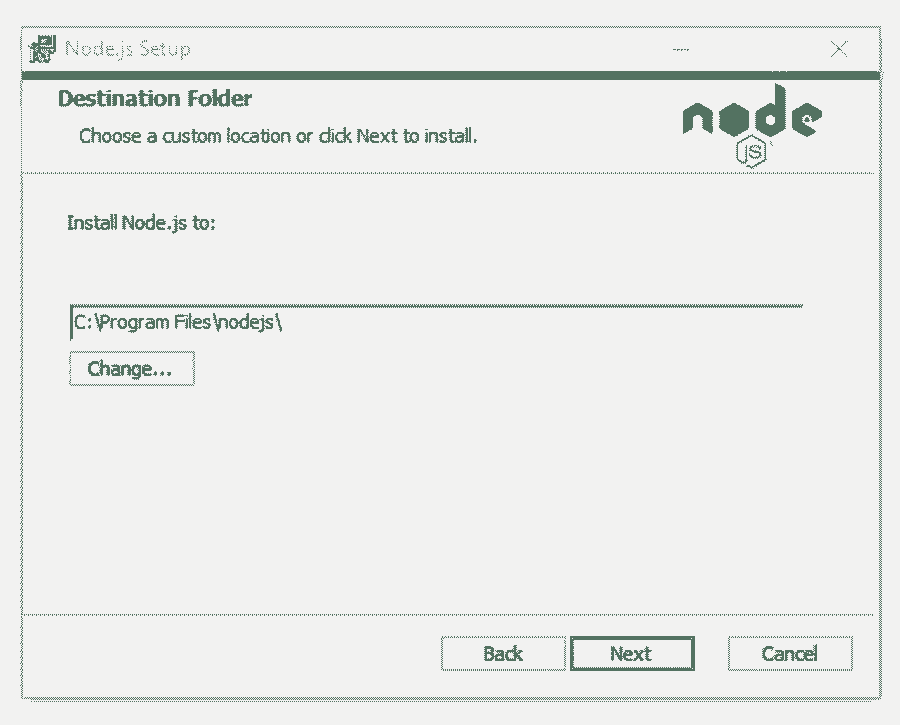 Node.js Setup
Destination Folder
Choose a custom location or click Next to install.
node
JS
Install Node.js to:
C:\Program Files\nodejs\
Change...
Back Next Cancel